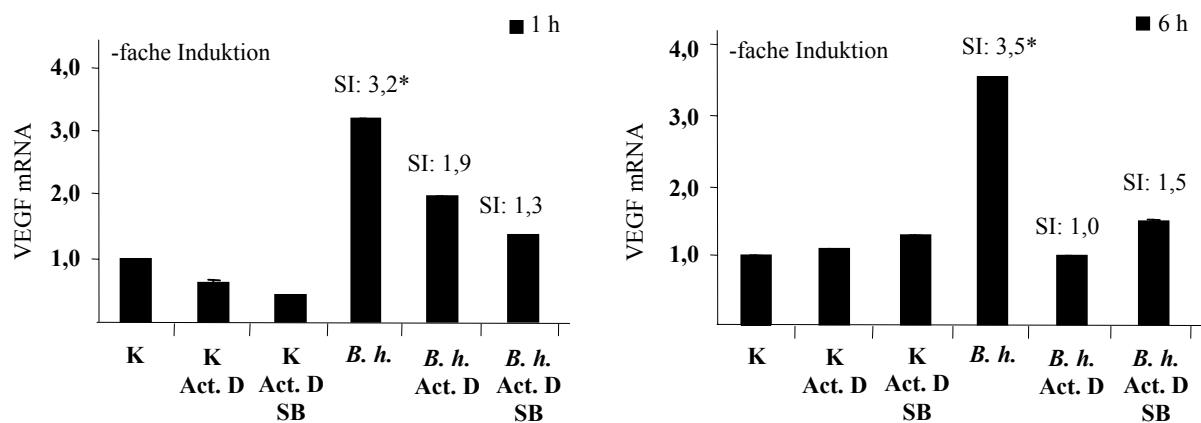 1 h
-fache Induktion
VEGF mRNA
4,0
3,0
2,0
1,0
SI: 3,2*
SI: 1,9
SI: 1,3
K
K
Act. D
K
Act. D
SB
B. h.
B. h.
Act. D
B. h.
Act. D
SB
6 h
-fache Induktion
VEGF mRNA
4,0
3,0
2,0
1,0
SI: 3,5*
SI: 1,0
SI: 1,5
K
K
Act. D
K
Act. D
SB
B. h.
B. h.
Act. D
B. h.
Act. D
SB